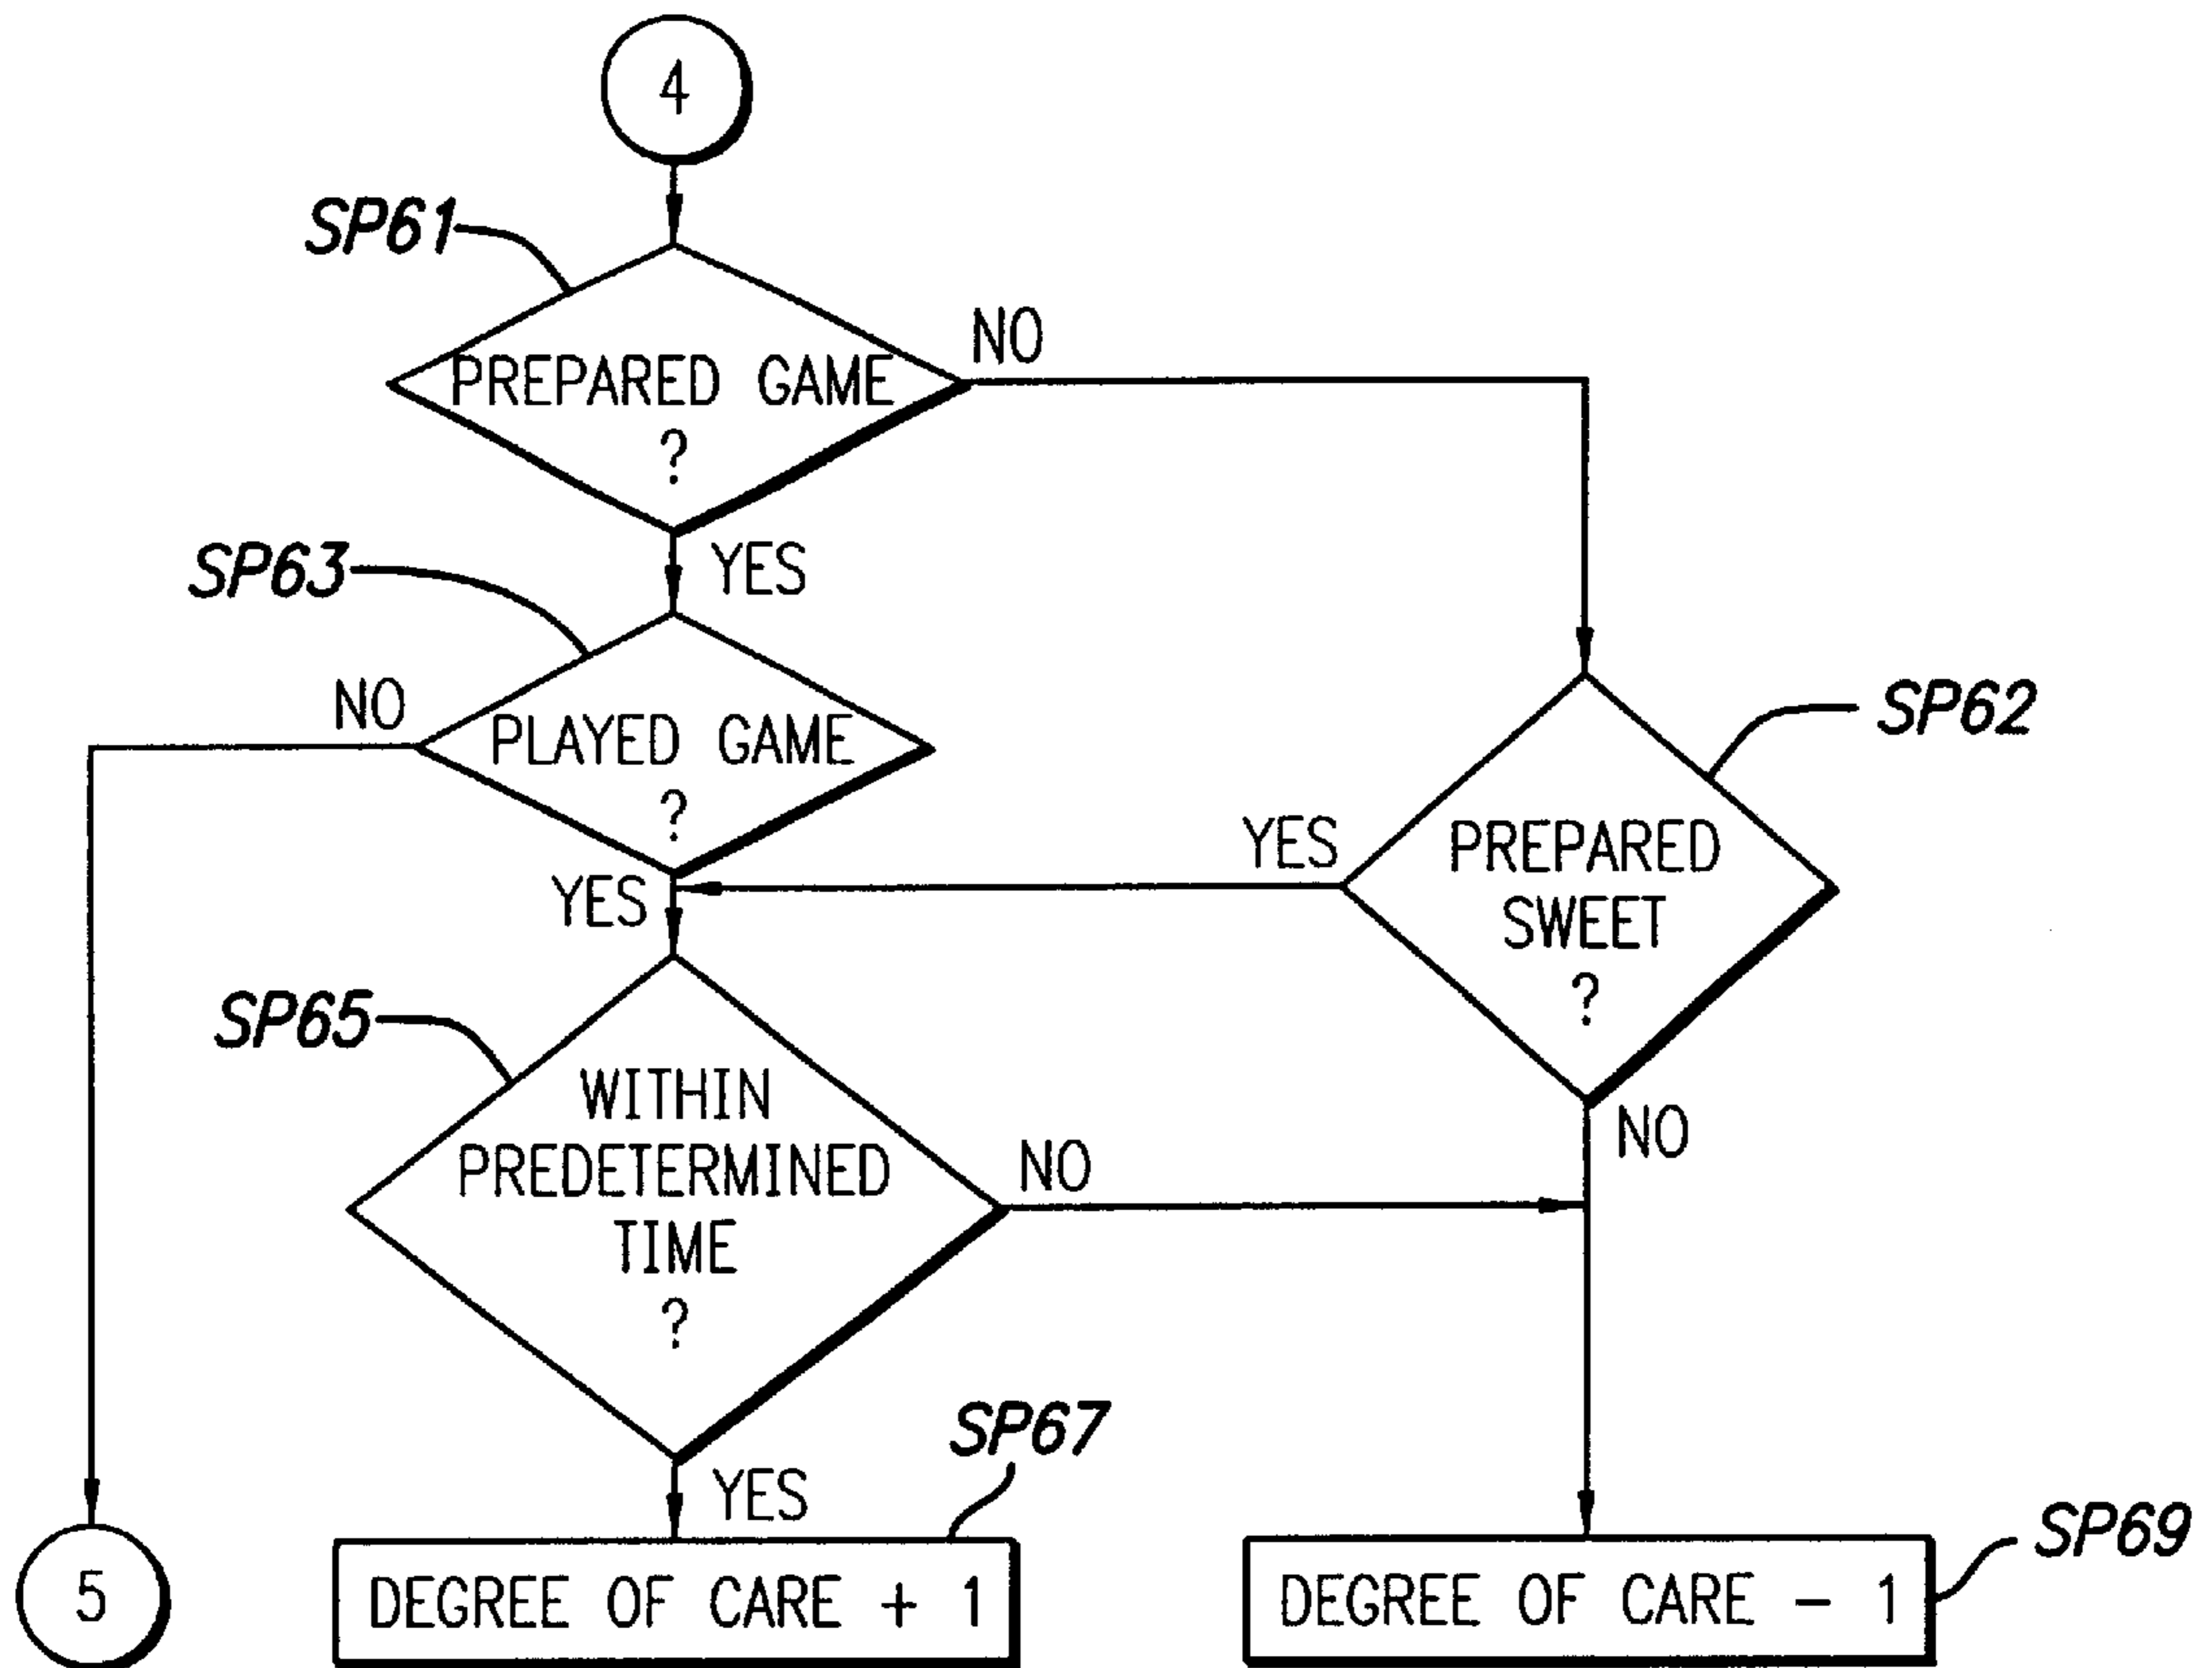 4
SP61
NO
PREPARED GAME
?
YES
SP63
NO
PLAYED GAME
?
YES
SP62
YES
PREPARED
SWEET
?
NO
SP65
WITHIN
PREDETERMINED
TIME
?
NO
YES
SP67
SP69
5
DEGREE OF CARE + 1
DEGREE OF CARE - 1